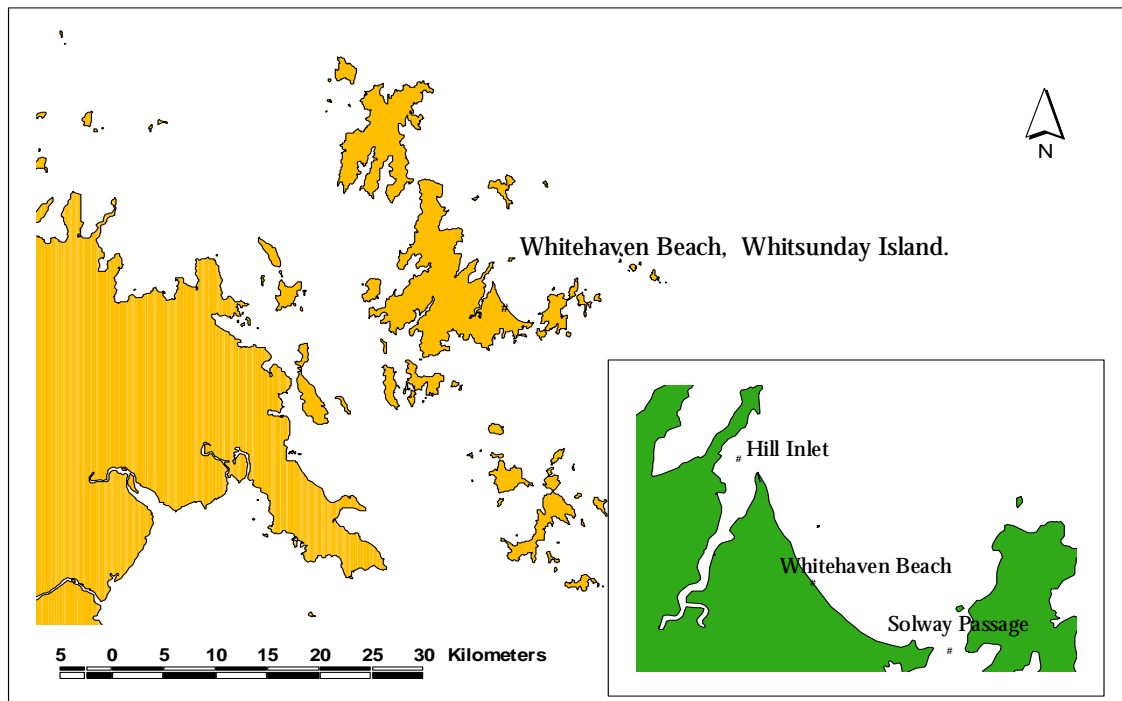 N
Whitehaven Beach, Whitsunday Island.
# Hill Inlet
Whitehaven Beach
#
Solway Passage
#
5 0 5 10 15 20 25 30 Kilometers